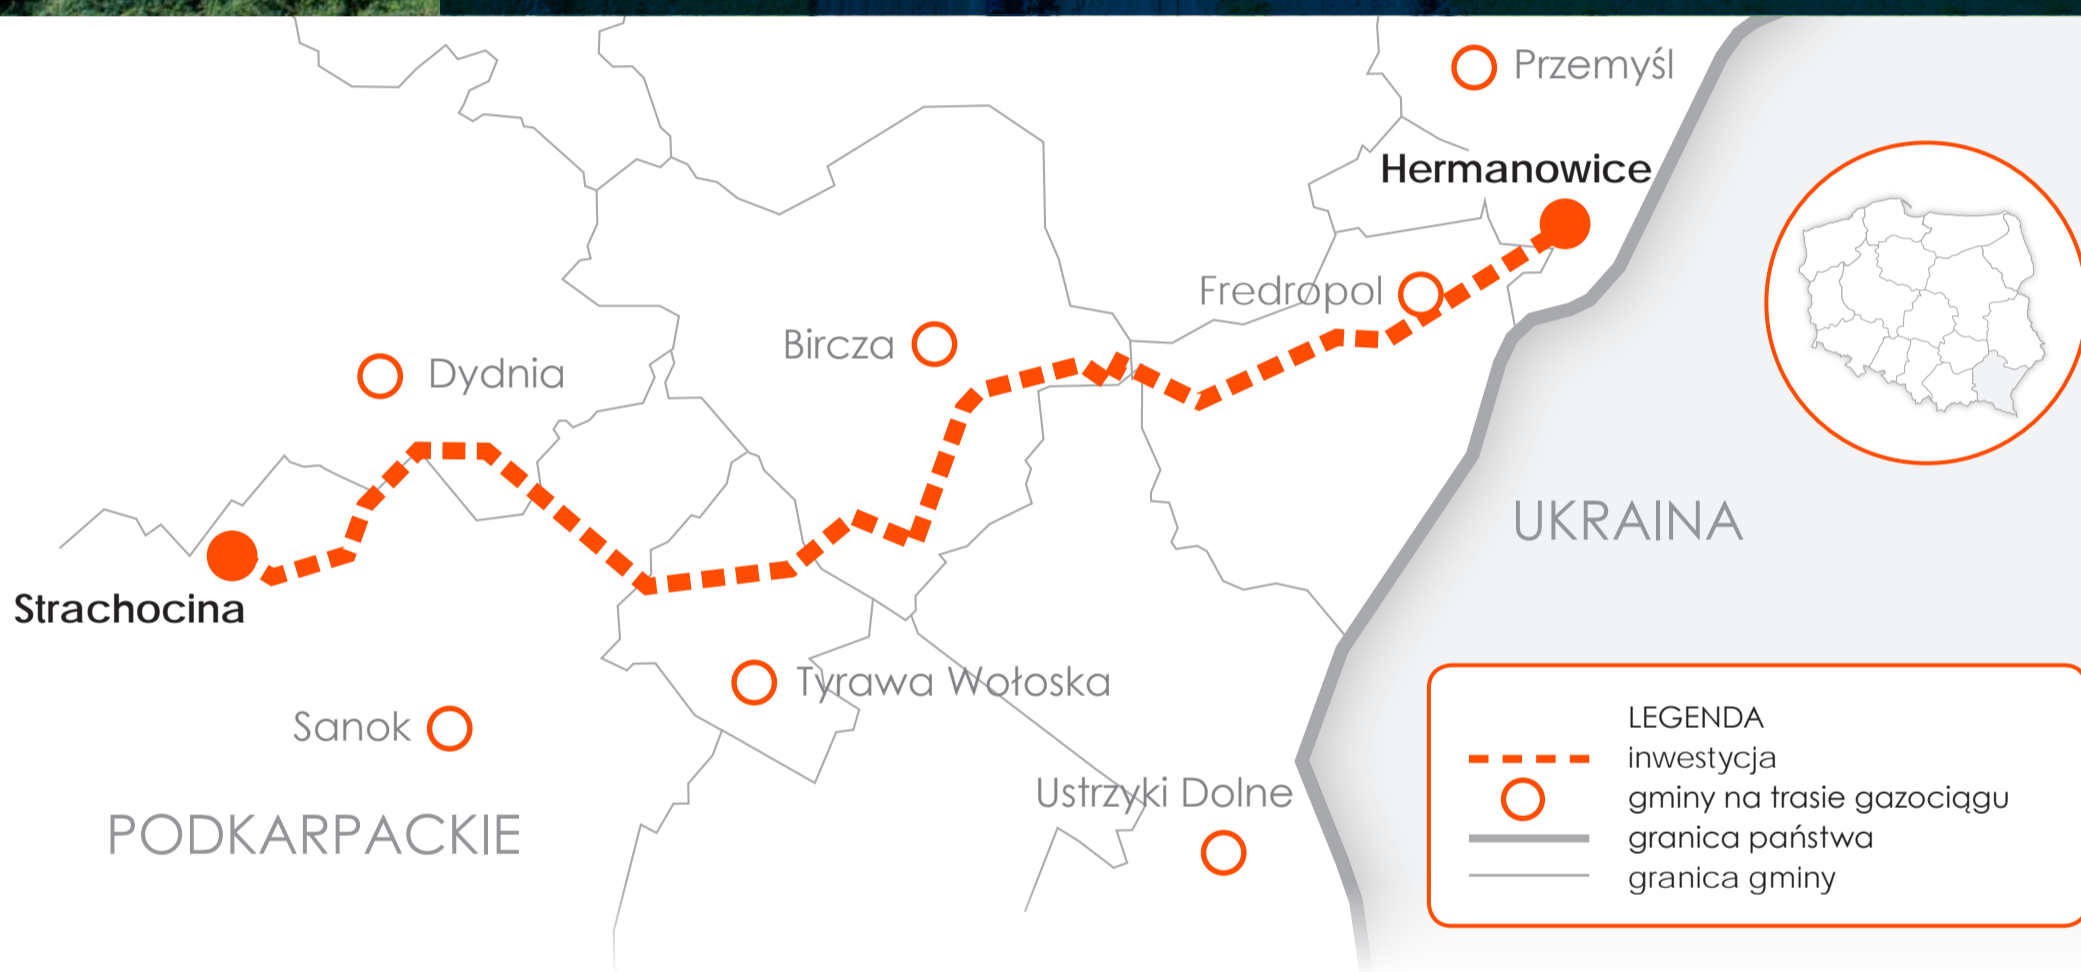 Przemyśl
Hermanowice
Fredropol
Bircza
Dydnia
UKRAINA
Strachocina
Tyrawa Wołoska
Sanok
Ustrzyki Dolne
PODKARPACKIE
LEGENDA
inwestycja
gminy na trasie gazociągu
granica państwa
granica gminy